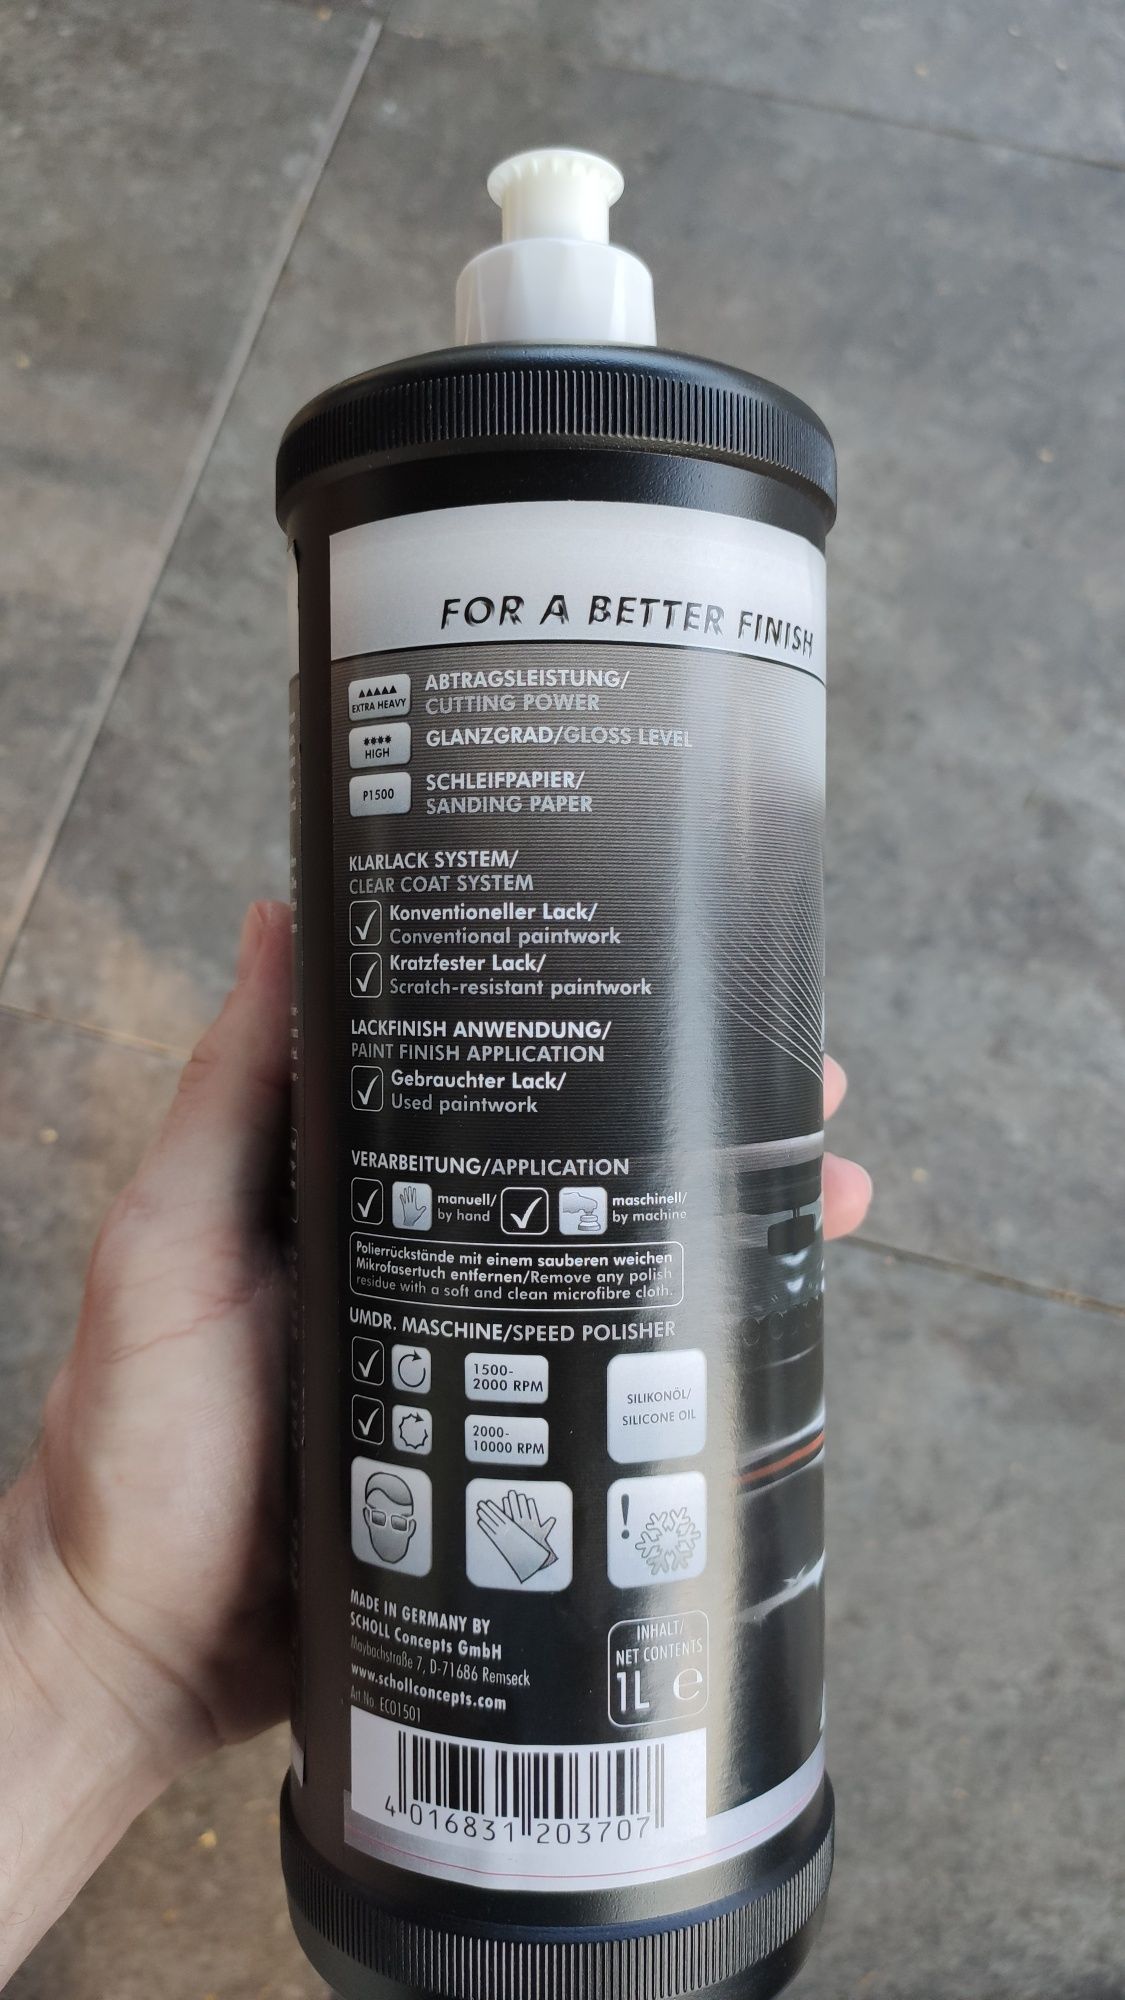 FOR A BETTER FINISH
EXTRA HEAVY
ABTRAGSLEISTUNG/
CUTTING POWER
HIGH
GLANZGRAD/GLOSS LEVEL
P1500
SCHLEIFPAPIER/
SANDING PAPER
KLARLACK SYSTEM/
CLEAR COAT SYSTEM
Konventioneller Lack/
Conventional paintwork
Kratzfester Lack/
Scratch-resistant paintwork
LACKFINISH ANWENDUNG/
PAINT FINISH APPLICATION
Gebrauchter Lack/
Used paintwork
VERARBEITUNG/APPLICATION
manuell/
by hand
maschinell/
by machine
Polierrückstände mit einem sauberen weichen
Mikrofasertuch entfernen/Remove any polish
residue with a soft and clean microfibre cloth.
UMDR. MASCHINE/SPEED POLISHER
1500-
2000 RPM
2000-
10000 RPM
SILIKONÖL/
SILICONE OIL
!
MADE IN GERMANY BY
SCHOLL Concepts GmbH
Maybachstraße 7, D-71686 Remseck
www.schollconcepts.com
Art No. ECO1501
INHALT/
NET CONTENTS
1L e
4 016831 203707